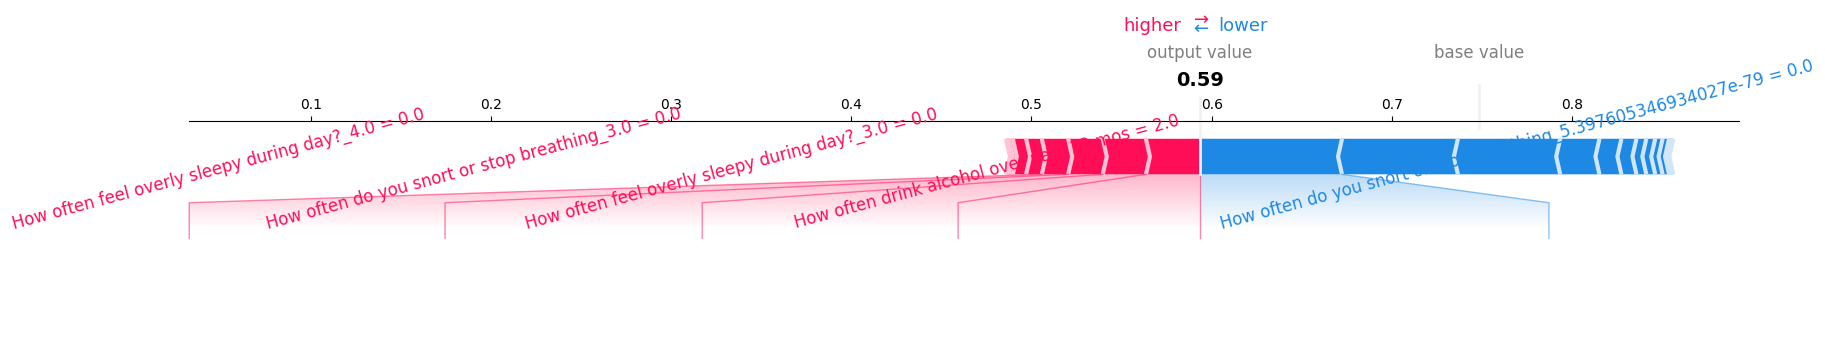 higher ⇄ lower
output value
base value
0.59
0.1 0.2 0.3 0.4 0.5 0.6 0.7 0.8
How often feel overly sleepy during day?_4.0 = 0.0
How often do you snort or stop breathing_3.0 = 0.0
How often feel overly sleepy during day?_3.0 = 0.0
How often drink alcohol over mos = 2.0
How often do you snort 5.397605346934027e-79 = 0.0